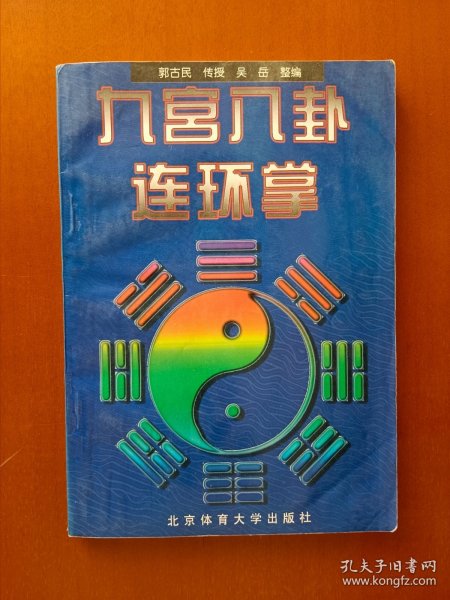 郭古民 传授 吴 岳 整编
九宫八卦
连环掌
北京体育大学出版社
孔夫子旧书网
www.kongfz.com